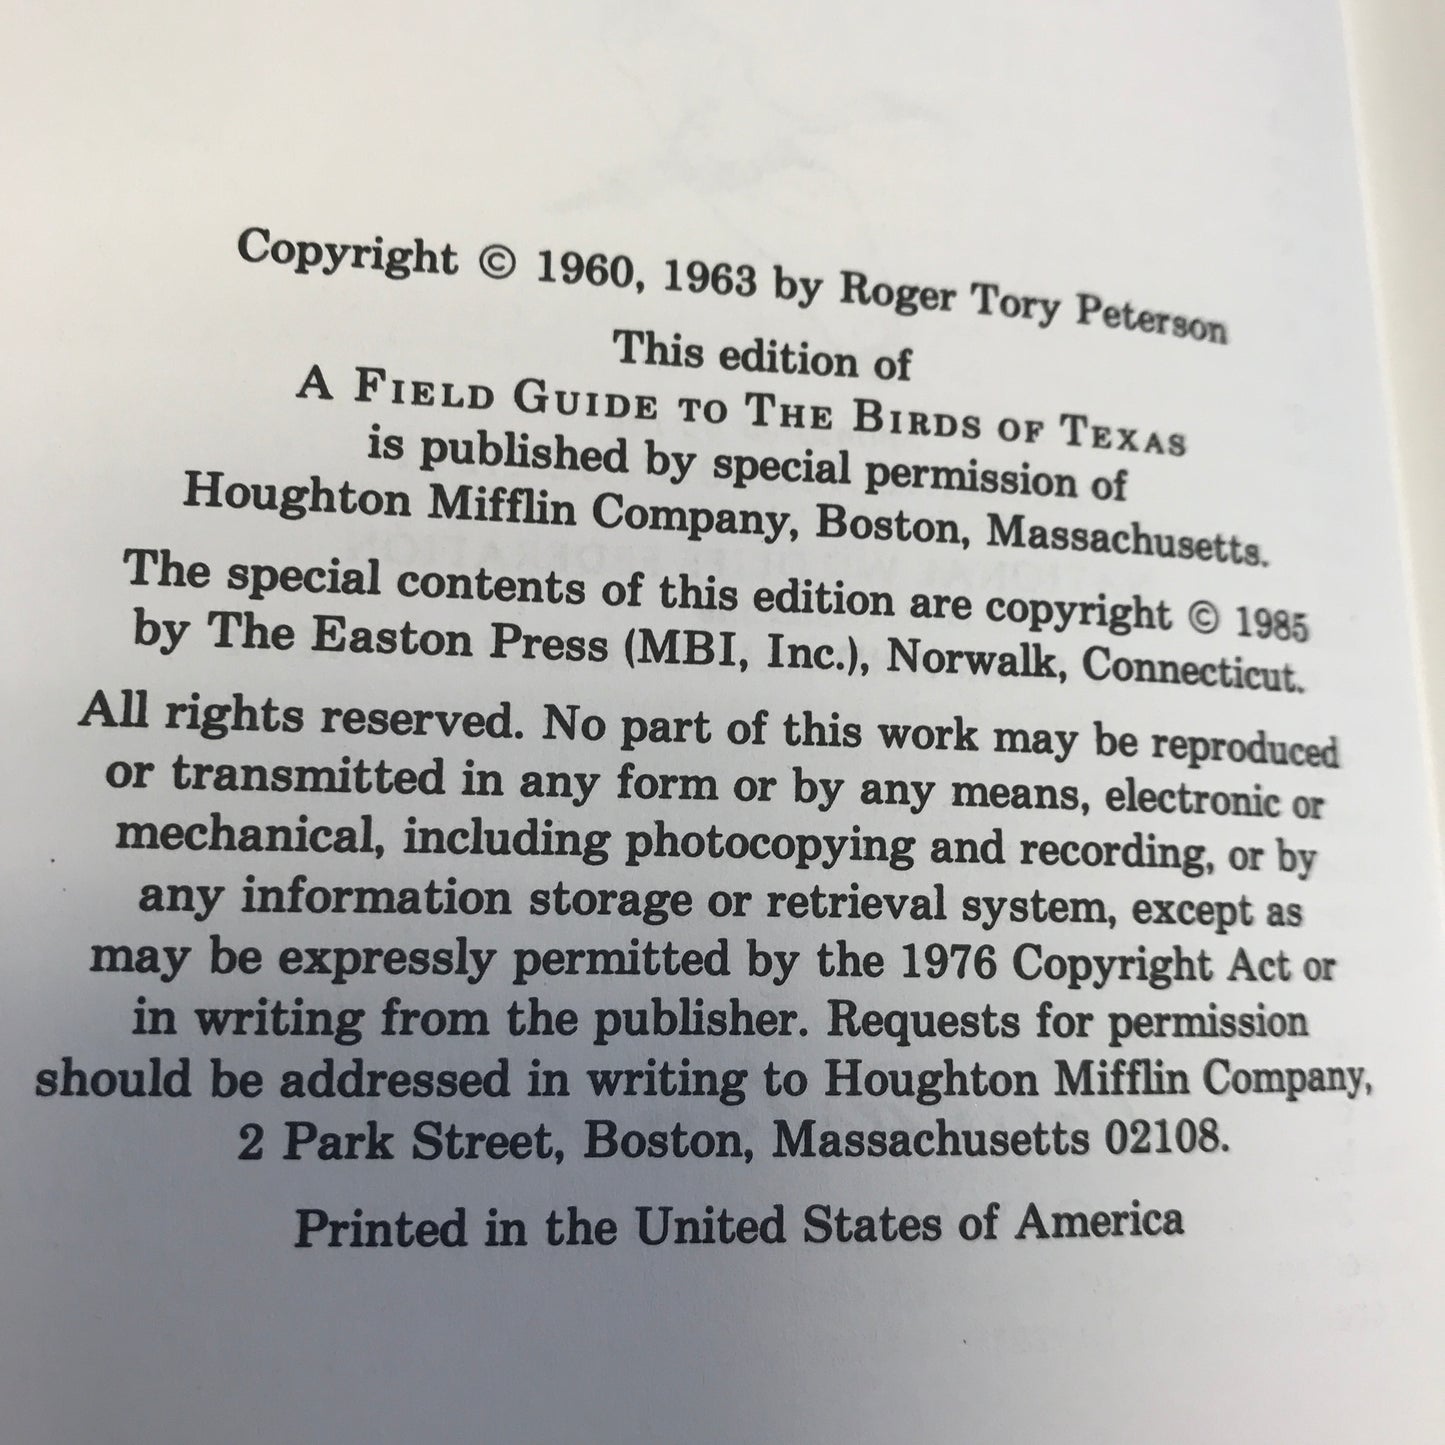 Copyright © 1960, 1963 by Roger Tory Peterson
This edition of
A FIELD GUIDE TO THE BIRDS OF TEXAS
is published by special permission of
Houghton Mifflin Company, Boston, Massachusetts.
The special contents of this edition are copyright © 1985
by The Easton Press (MBI, Inc.), Norwalk, Connecticut.
All rights reserved. No part of this work may be reproduced
or transmitted in any form or by any means, electronic or
mechanical, including photocopying and recording, or by
any information storage or retrieval system, except as
may be expressly permitted by the 1976 Copyright Act or
in writing from the publisher. Requests for permission
should be addressed in writing to Houghton Mifflin Company,
2 Park Street, Boston, Massachusetts 02108.
Printed in the United States of America